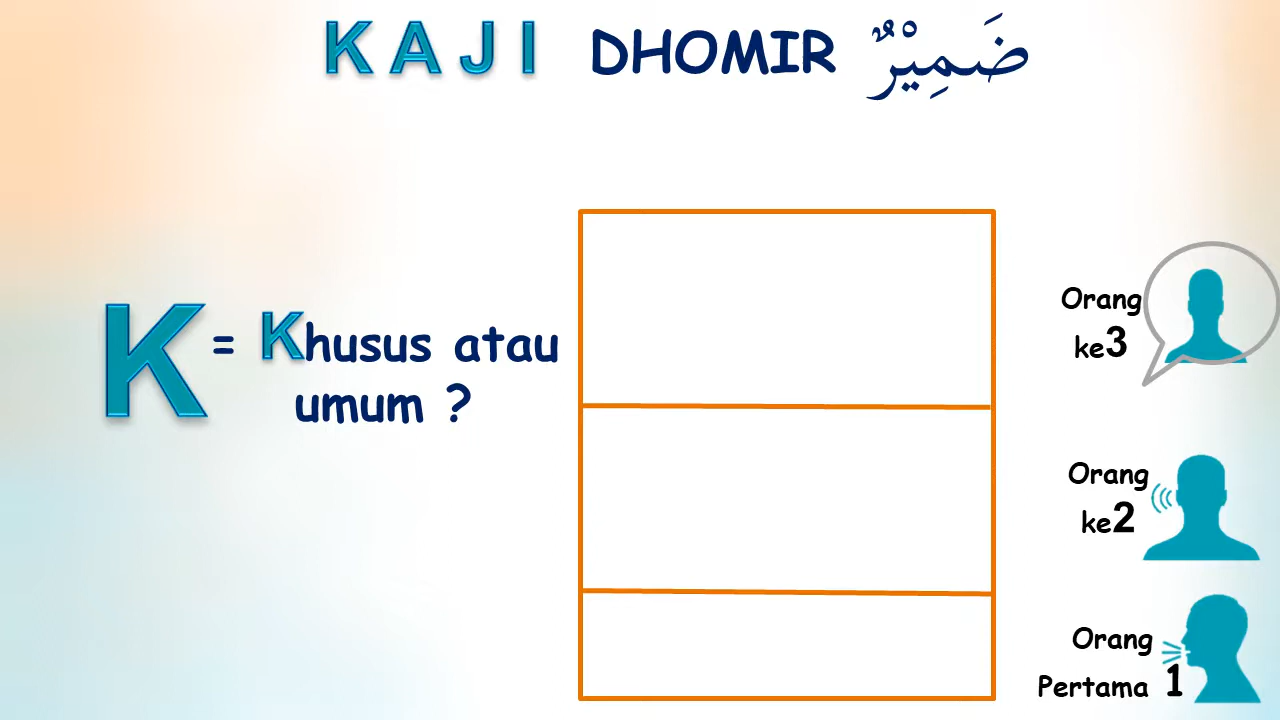 K A J I DHOMIR ضَمِيْرٌ
K = Khusus atau
umum ?
Orang
ke3
Orang
ke2
Orang
Pertama 1